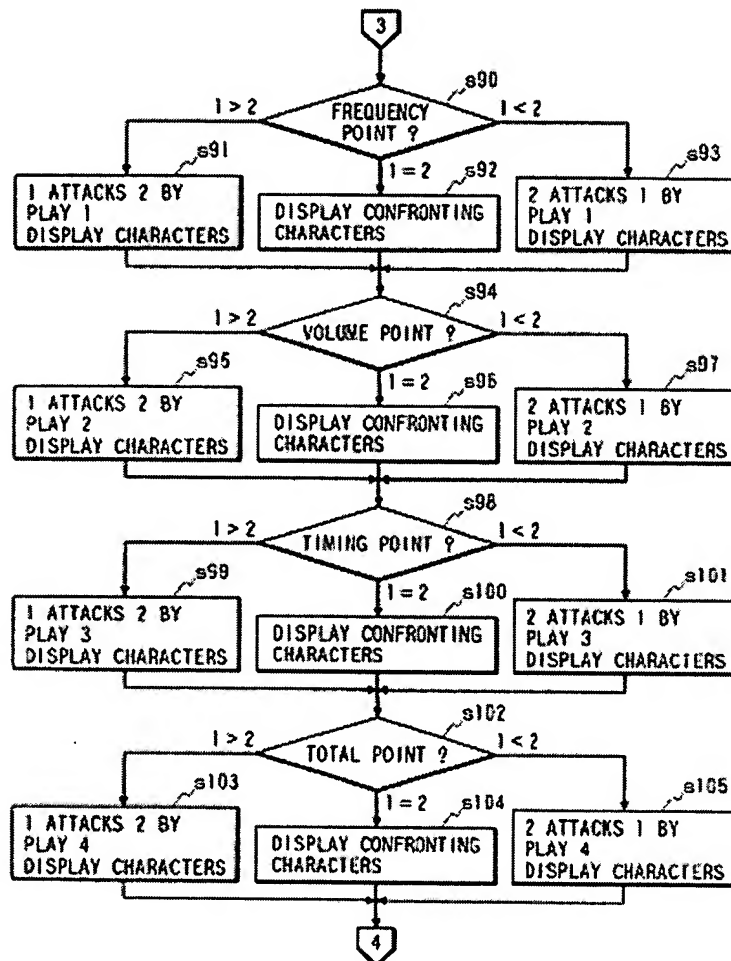 3
s90
1 > 2
FREQUENCY
POINT ?
1 < 2
s91
1 = 2
s92
s93
1 ATTACKS 2 BY
PLAY 1
DISPLAY CHARACTERS
DISPLAY CONFRONTING
CHARACTERS
2 ATTACKS 1 BY
PLAY 1
DISPLAY CHARACTERS
s94
1 > 2
VOLUME POINT ?
1 < 2
s95
1 = 2
s96
s97
1 ATTACKS 2 BY
PLAY 2
DISPLAY CHARACTERS
DISPLAY CONFRONTING
CHARACTERS
2 ATTACKS 1 BY
PLAY 2
DISPLAY CHARACTERS
s98
1 > 2
TIMING POINT ?
1 < 2
s99
1 = 2
s100
s101
1 ATTACKS 2 BY
PLAY 3
DISPLAY CHARACTERS
DISPLAY CONFRONTING
CHARACTERS
2 ATTACKS 1 BY
PLAY 3
DISPLAY CHARACTERS
s102
1 > 2
TOTAL POINT ?
1 < 2
s103
1 = 2
s104
s105
1 ATTACKS 2 BY
PLAY 4
DISPLAY CHARACTERS
DISPLAY CONFRONTING
CHARACTERS
2 ATTACKS 1 BY
PLAY 4
DISPLAY CHARACTERS
4